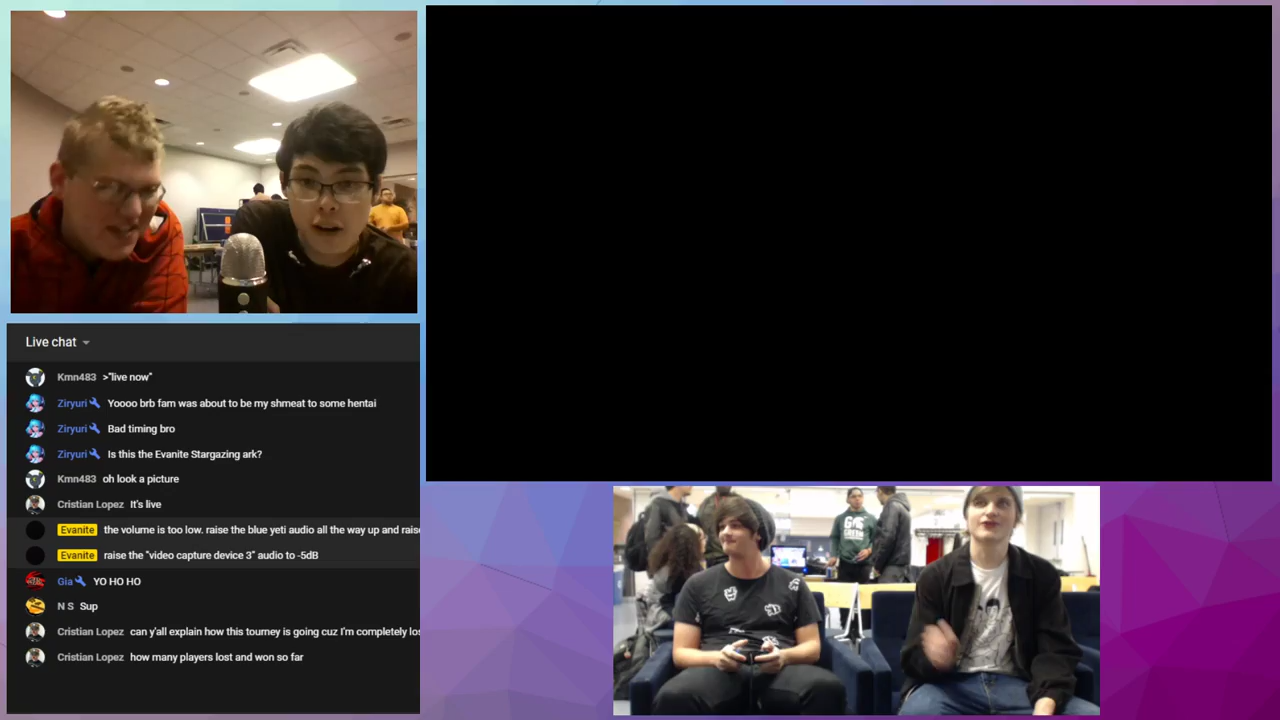 Live chat
Kmn483 >"live now"
Ziryuri Yoooo brb fam was about to be my shmeat to some hentai
Ziryuri Bad timing bro
Ziryuri Is this the Evanite Stargazing ark?
Kmn483 oh look a picture
Cristian Lopez It's live
Evanite the volume is too low. raise the blue yeti audio all the way up and raise
Evanite raise the "video capture device 3" audio to -5dB
Gia YO HO HO
N S Sup
Cristian Lopez can y'all explain how this tourney is going cuz I'm completely los
Cristian Lopez how many players lost and won so far